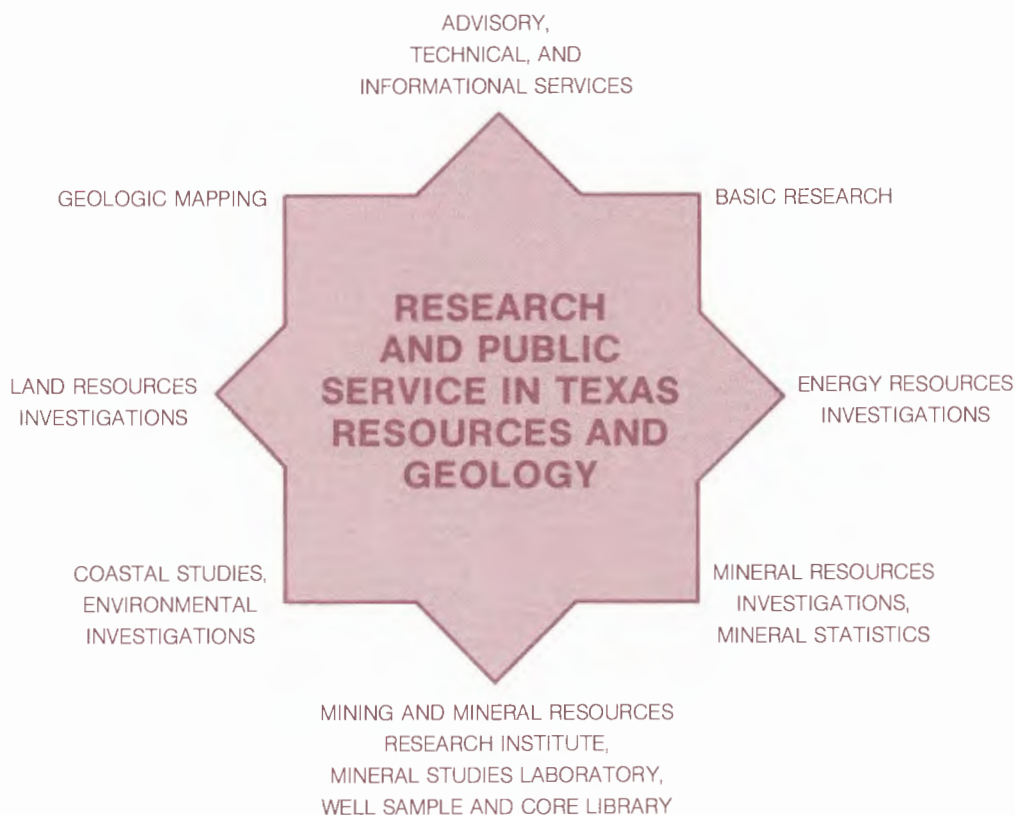 ADVISORY,
TECHNICAL, AND
INFORMATIONAL SERVICES
GEOLOGIC MAPPING
BASIC RESEARCH
RESEARCH
AND PUBLIC
SERVICE IN TEXAS
RESOURCES AND
GEOLOGY
LAND RESOURCES
INVESTIGATIONS
ENERGY RESOURCES
INVESTIGATIONS
COASTAL STUDIES,
ENVIRONMENTAL
INVESTIGATIONS
MINERAL RESOURCES
INVESTIGATIONS,
MINERAL STATISTICS
MINING AND MINERAL RESOURCES
RESEARCH INSTITUTE,
MINERAL STUDIES LABORATORY,
WELL SAMPLE AND CORE LIBRARY